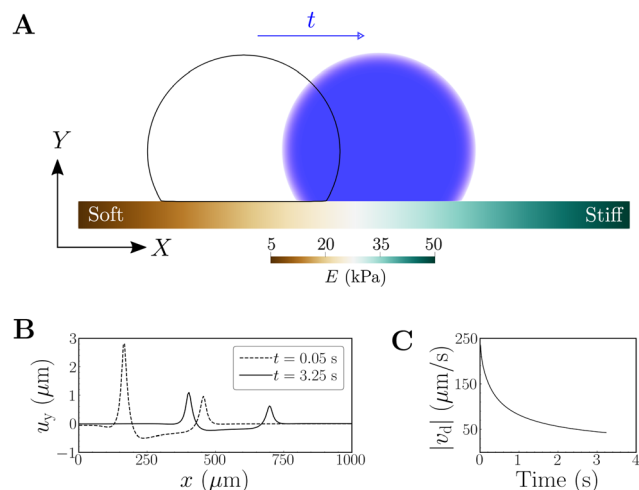 A
t
Y
X
Soft
Stiff
5 20 35 50
E (kPa)
B
3
2
1
0
−1
u_y (μm)
t = 0.05 s
t = 3.25 s
0 250 500 750 1000
x (μm)
C
250
150
50
|v_d| (μm/s)
0 1 2 3 4
Time (s)